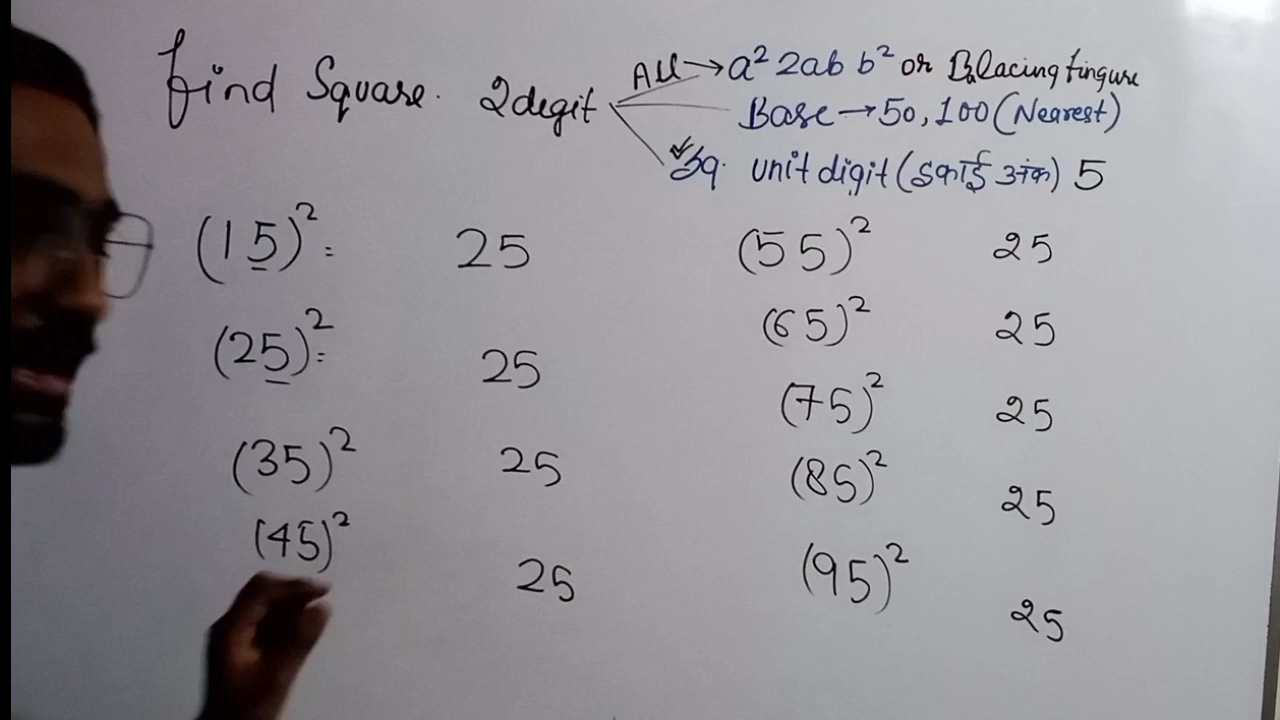 find Square. 2 degit
All → a² 2ab b² or Placing fingure
Base → 50, 100 (Nearest)
Sq. unit digit (इकाई अंक) 5
(15)² = 25
(25)² = 25
(35)² 25
(45)² 25
(55)² 25
(65)² 25
(75)² 25
(85)² 25
(95)² 25